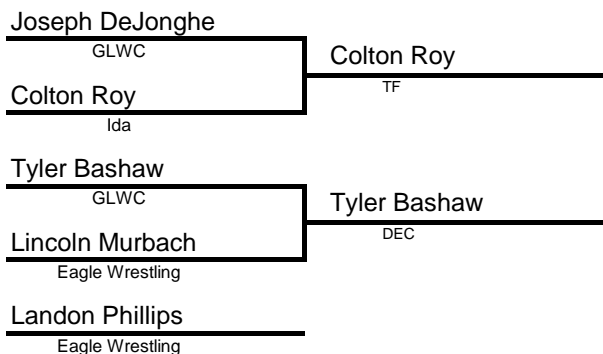 Joseph DeJonghe
GLWC
Colton Roy
TF
Colton Roy
Ida
Tyler Bashaw
GLWC
Tyler Bashaw
DEC
Lincoln Murbach
Eagle Wrestling
Landon Phillips
Eagle Wrestling